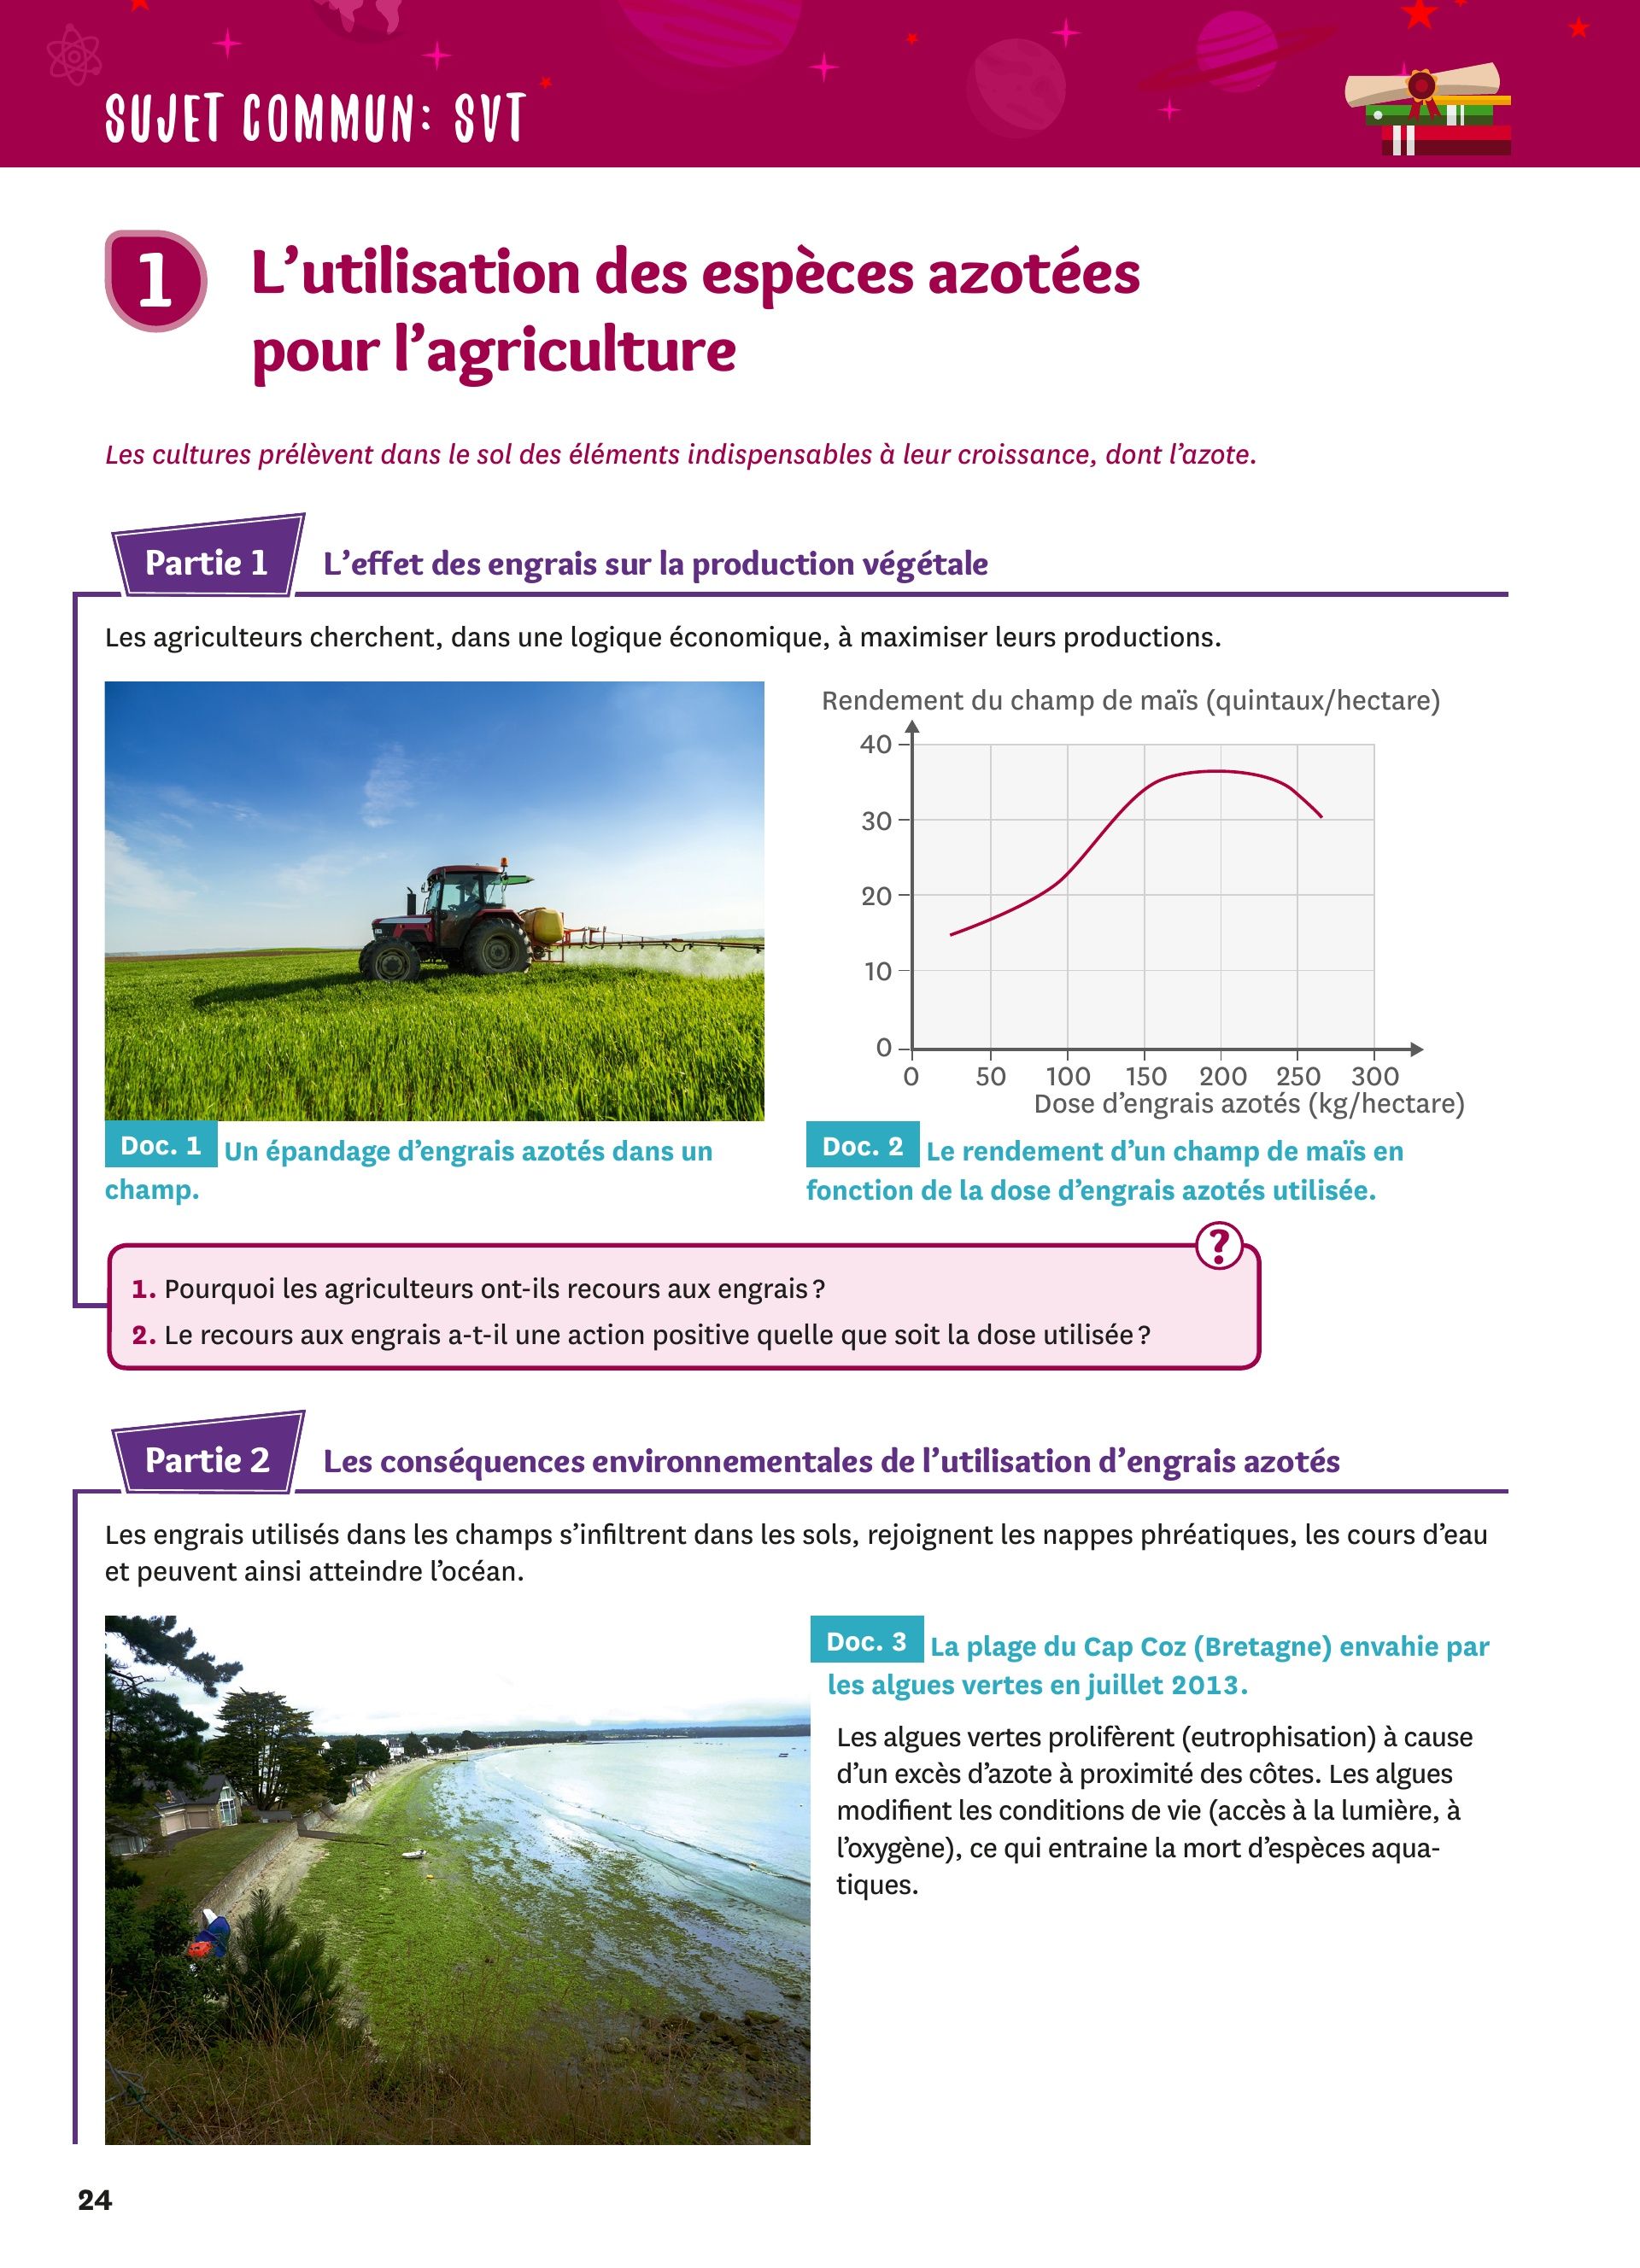 SUJET COMMUN: SVT
1
L’utilisation des espèces azotées
pour l’agriculture
Les cultures prélèvent dans le sol des éléments indispensables à leur croissance, dont l’azote.
Partie 1 L’effet des engrais sur la production végétale
Les agriculteurs cherchent, dans une logique économique, à maximiser leurs productions.
Rendement du champ de maïs (quintaux/hectare)
40
30
20
10
0
0 50 100 150 200 250 300
Dose d’engrais azotés (kg/hectare)
Doc. 1 Un épandage d’engrais azotés dans un
champ.
Doc. 2 Le rendement d’un champ de maïs en
fonction de la dose d’engrais azotés utilisée.
?
1. Pourquoi les agriculteurs ont-ils recours aux engrais ?
2. Le recours aux engrais a-t-il une action positive quelle que soit la dose utilisée ?
Partie 2 Les conséquences environnementales de l’utilisation d’engrais azotés
Les engrais utilisés dans les champs s’infiltrent dans les sols, rejoignent les nappes phréatiques, les cours d’eau
et peuvent ainsi atteindre l’océan.
Doc. 3 La plage du Cap Coz (Bretagne) envahie par
les algues vertes en juillet 2013.
Les algues vertes prolifèrent (eutrophisation) à cause
d’un excès d’azote à proximité des côtes. Les algues
modifient les conditions de vie (accès à la lumière, à
l’oxygène), ce qui entraine la mort d’espèces aqua-
tiques.
24